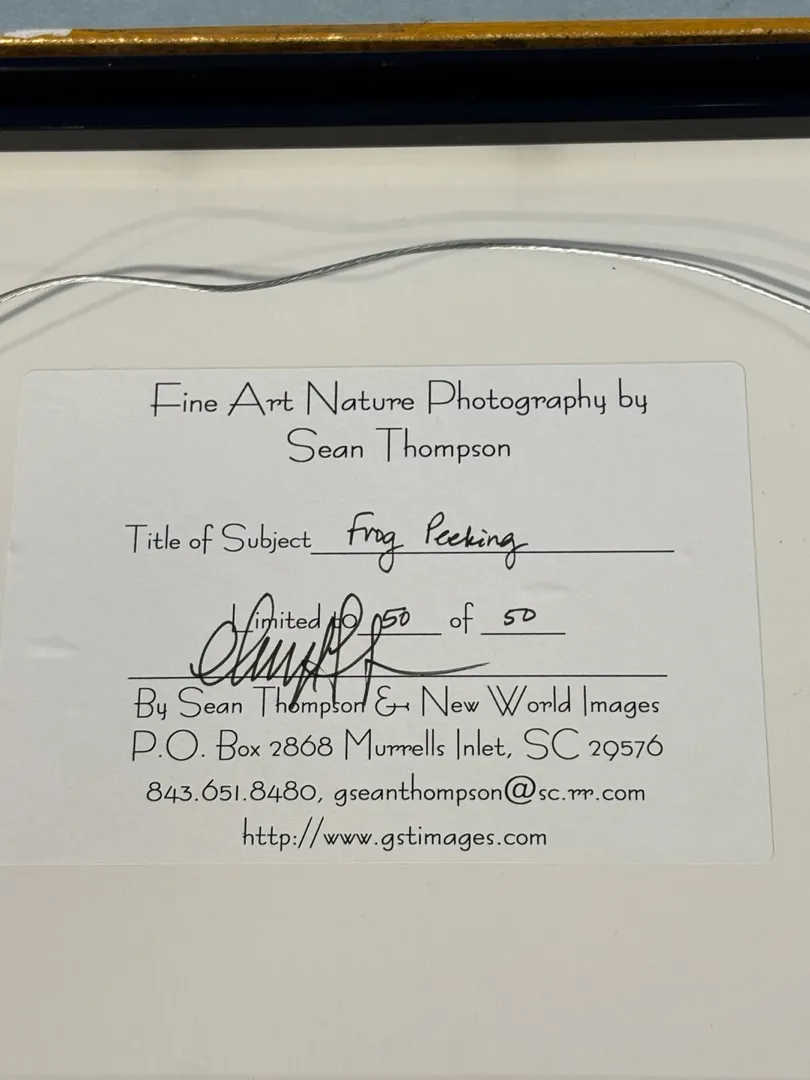 Fine Art Nature Photography by
Sean Thompson
Title of Subject Frog Peeking
Limited to 50 of 50
By Sean Thompson & New World Images
P.O. Box 2868 Murrells Inlet, SC 29576
843.651.8480, gseanthompson@sc.rr.com
http://www.gstimages.com